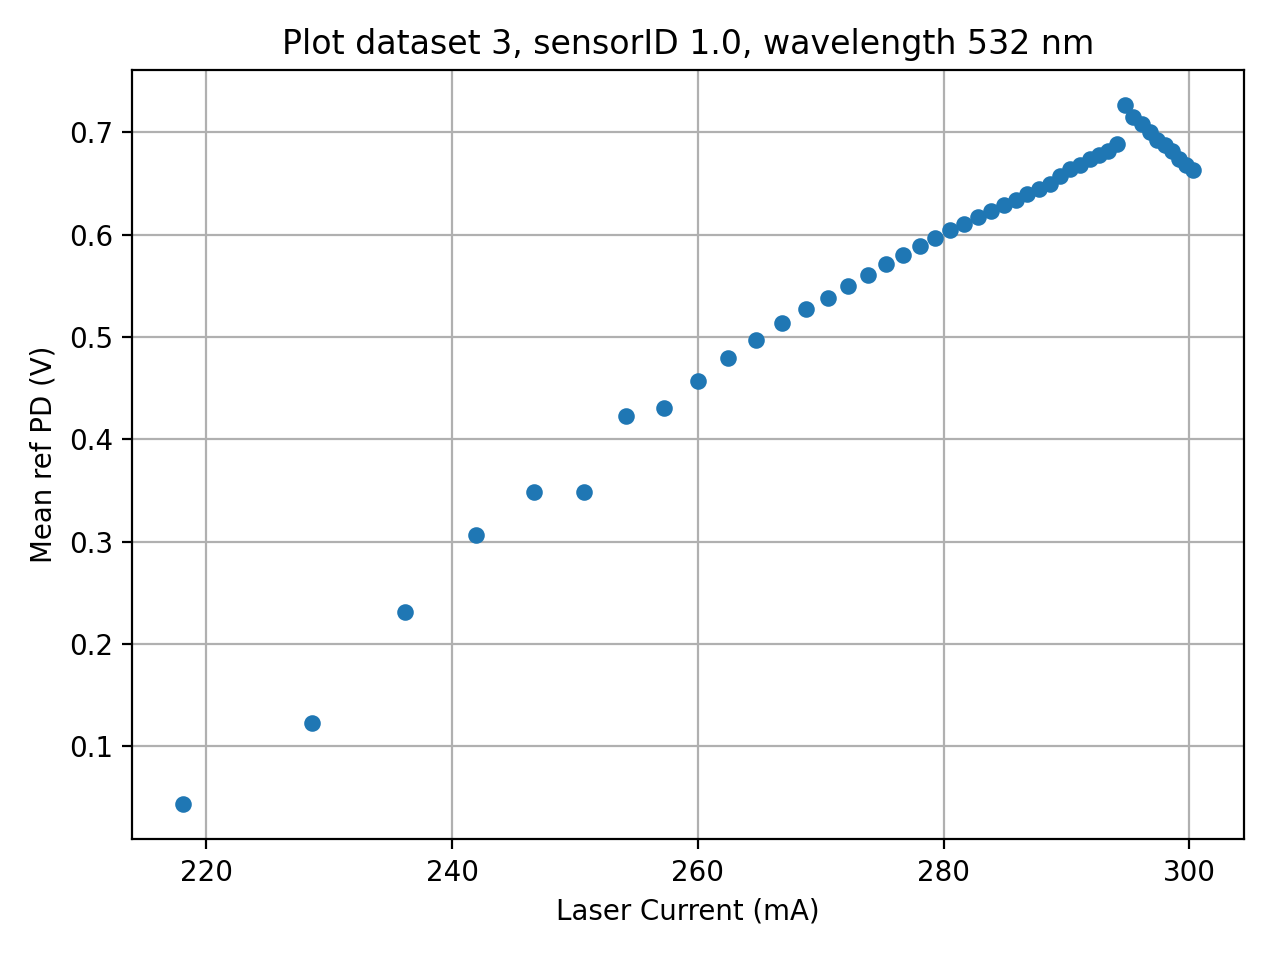 Plot dataset 3, sensorID 1.0, wavelength 532 nm
0.7
0.6
0.5
0.4
0.3
0.2
0.1
Mean ref PD (V)
220 240 260 280 300
Laser Current (mA)